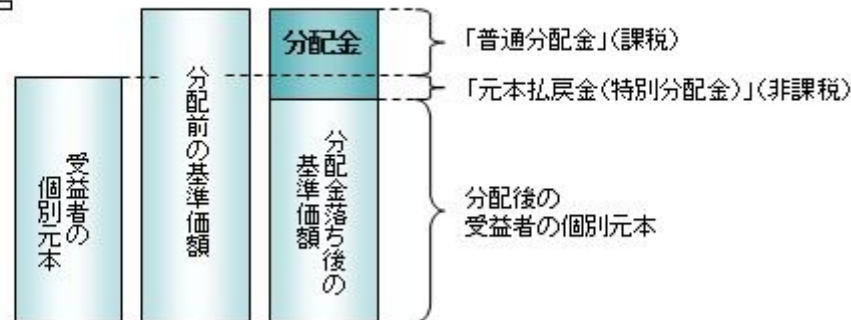 受益者の
個別元本
分配前の基準価額
分配金
分配金落ち後の
基準価額
「普通分配金」(課税)
「元本払戻金(特別分配金)」(非課税)
分配後の
受益者の個別元本